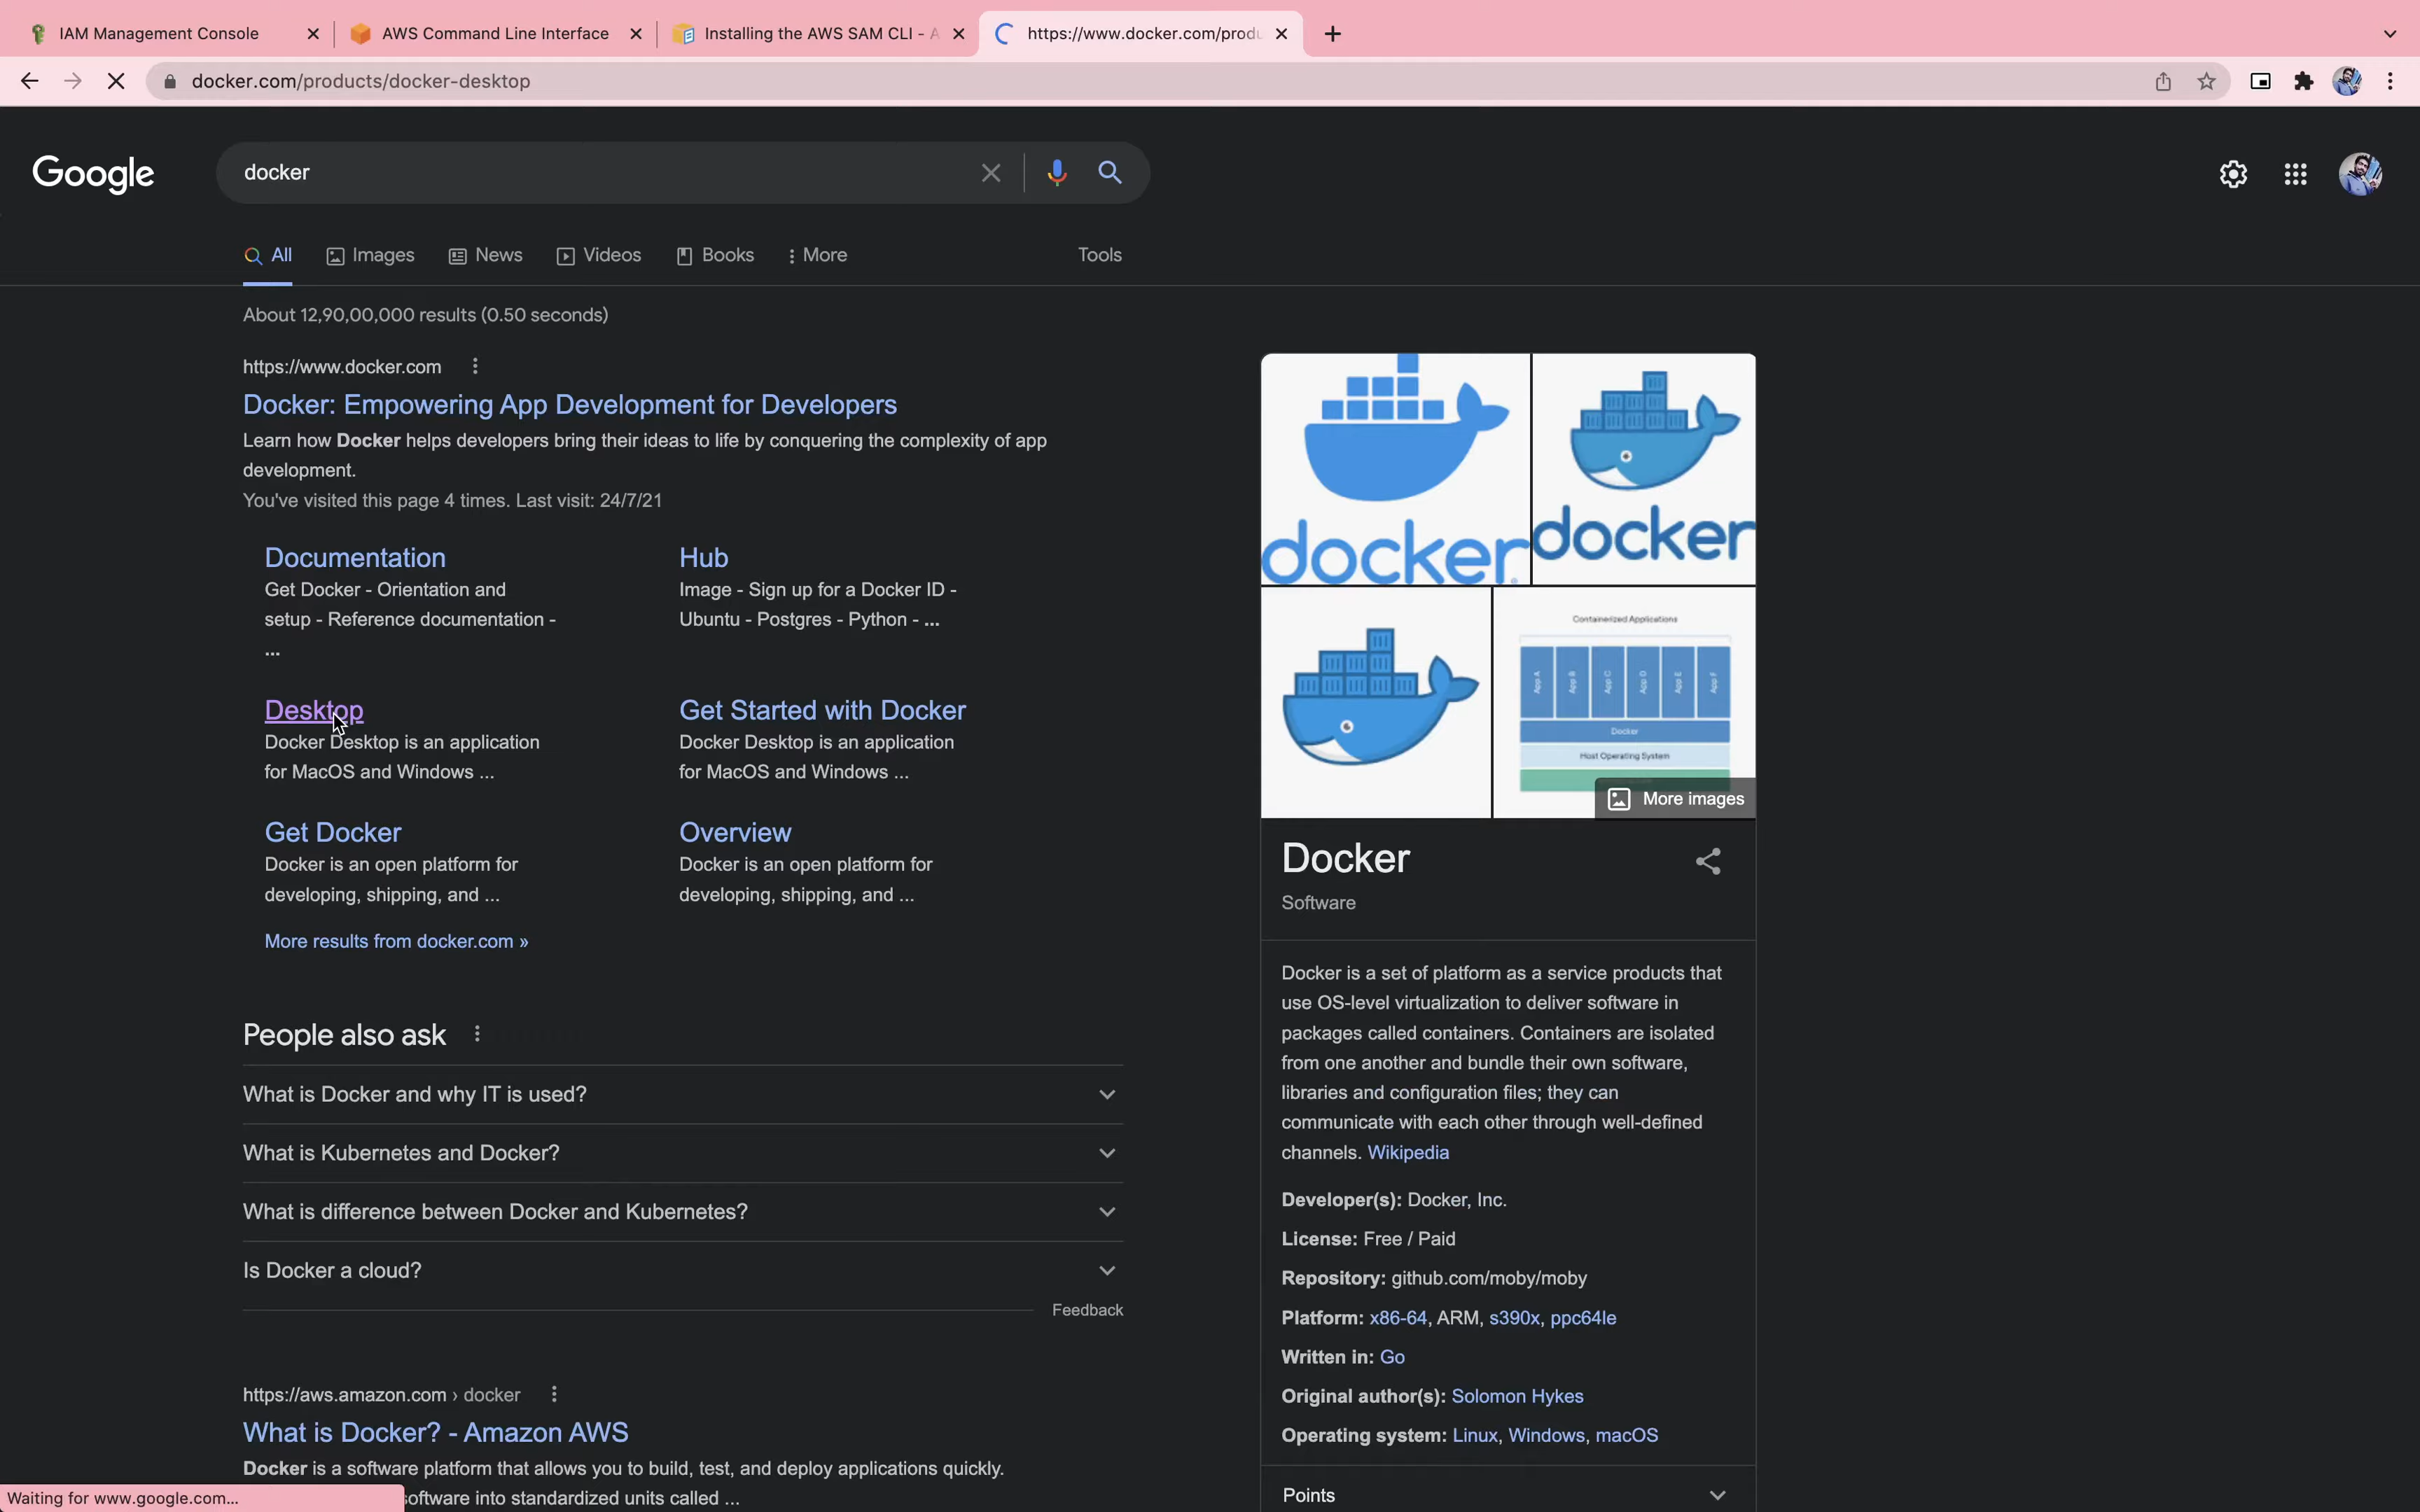 IAM Management Console
AWS Command Line Interface
Installing the AWS SAM CLI - A
https://www.docker.com/produ
docker.com/products/docker-desktop
Google
docker
All
Images
News
Videos
Books
More
Tools
About 12,90,00,000 results (0.50 seconds)
https://www.docker.com
Docker: Empowering App Development for Developers
Learn how Docker helps developers bring their ideas to life by conquering the complexity of app
development.
You've visited this page 4 times. Last visit: 24/7/21
Documentation
Get Docker - Orientation and
setup - Reference documentation -
...
Hub
Image - Sign up for a Docker ID -
Ubuntu - Postgres - Python - ...
Desktop
Docker Desktop is an application
for MacOS and Windows ...
Get Started with Docker
Docker Desktop is an application
for MacOS and Windows ...
Get Docker
Docker is an open platform for
developing, shipping, and ...
Overview
Docker is an open platform for
developing, shipping, and ...
More results from docker.com »
People also ask
What is Docker and why IT is used?
What is Kubernetes and Docker?
What is difference between Docker and Kubernetes?
Is Docker a cloud?
Feedback
https://aws.amazon.com › docker
What is Docker? - Amazon AWS
Docker is a software platform that allows you to build, test, and deploy applications quickly.
software into standardized units called ...
Waiting for www.google.com...
docker
docker
Containerized Applications
App A
App B
App C
App D
App E
App F
Docker
Host Operating System
More images
Docker
Software
Docker is a set of platform as a service products that
use OS-level virtualization to deliver software in
packages called containers. Containers are isolated
from one another and bundle their own software,
libraries and configuration files; they can
communicate with each other through well-defined
channels. Wikipedia
Developer(s): Docker, Inc.
License: Free / Paid
Repository: github.com/moby/moby
Platform: x86-64, ARM, s390x, ppc64le
Written in: Go
Original author(s): Solomon Hykes
Operating system: Linux, Windows, macOS
Points